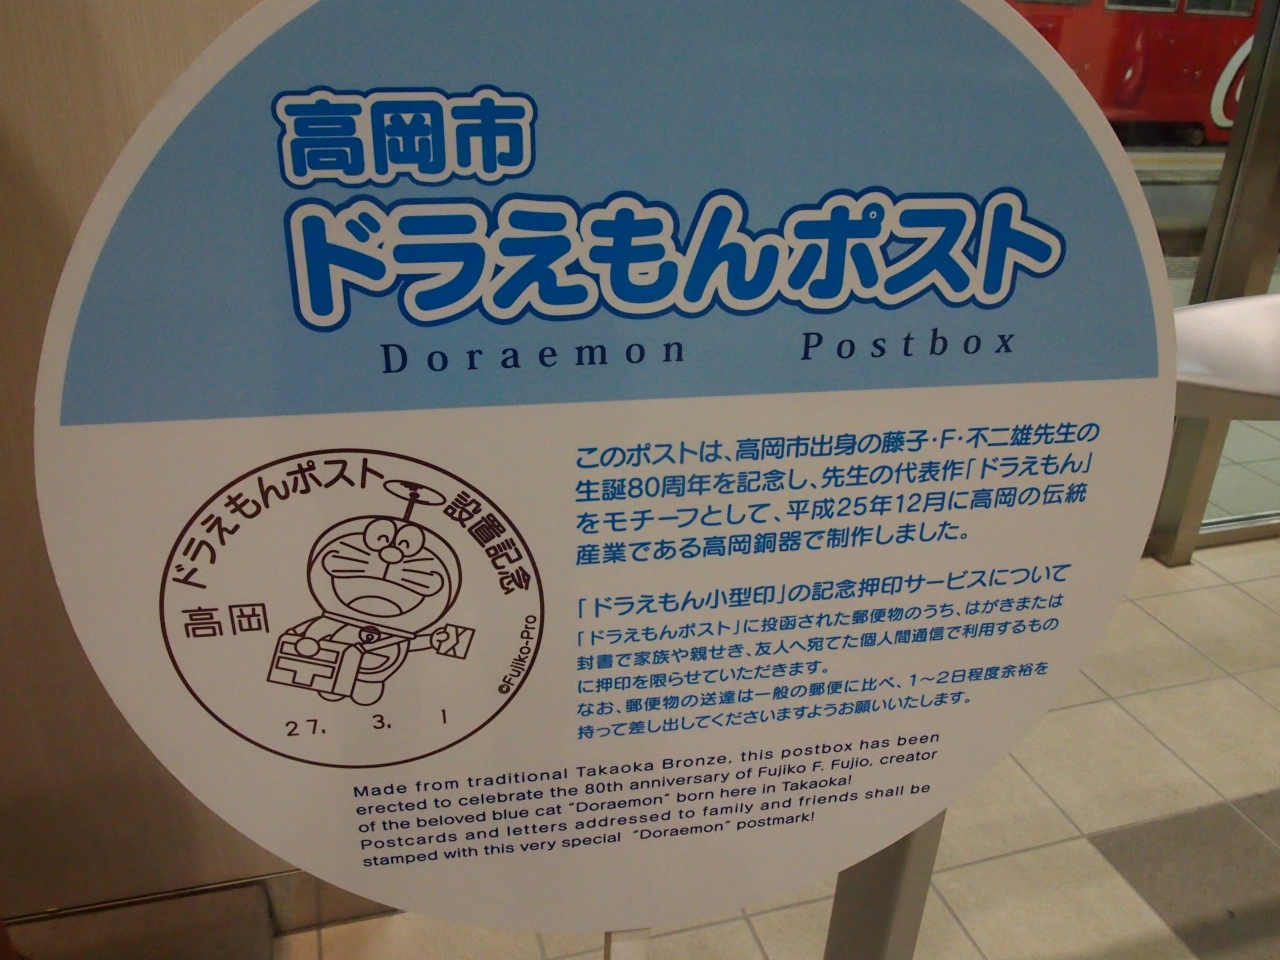 高岡市
ドラえもんポスト
Doraemon Postbox
ドラえもんポスト 設置記念
高岡
27. 3. 1
©Fujiko-Pro
このポストは、高岡市出身の藤子・F・不二雄先生の
生誕80周年を記念し、先生の代表作「ドラえもん」
をモチーフとして、平成25年12月に高岡の伝統
産業である高岡銅器で制作しました。
「ドラえもん小型印」の記念押印サービスについて
「ドラえもんポスト」に投函された郵便物のうち、はがきまたは
封書で家族や親せき、友人へ宛てた個人間通信で利用するもの
に押印を限らせていただきます。
なお、郵便物の送達は一般の郵便に比べ、1〜2日程度余裕を
持って差し出してくださいますようお願いいたします。
Made from traditional Takaoka Bronze, this postbox has been
erected to celebrate the 80th anniversary of Fujiko F. Fujio, creator
of the beloved blue cat "Doraemon" born here in Takaoka!
Postcards and letters addressed to family and friends shall be
stamped with this very special "Doraemon" postmark!